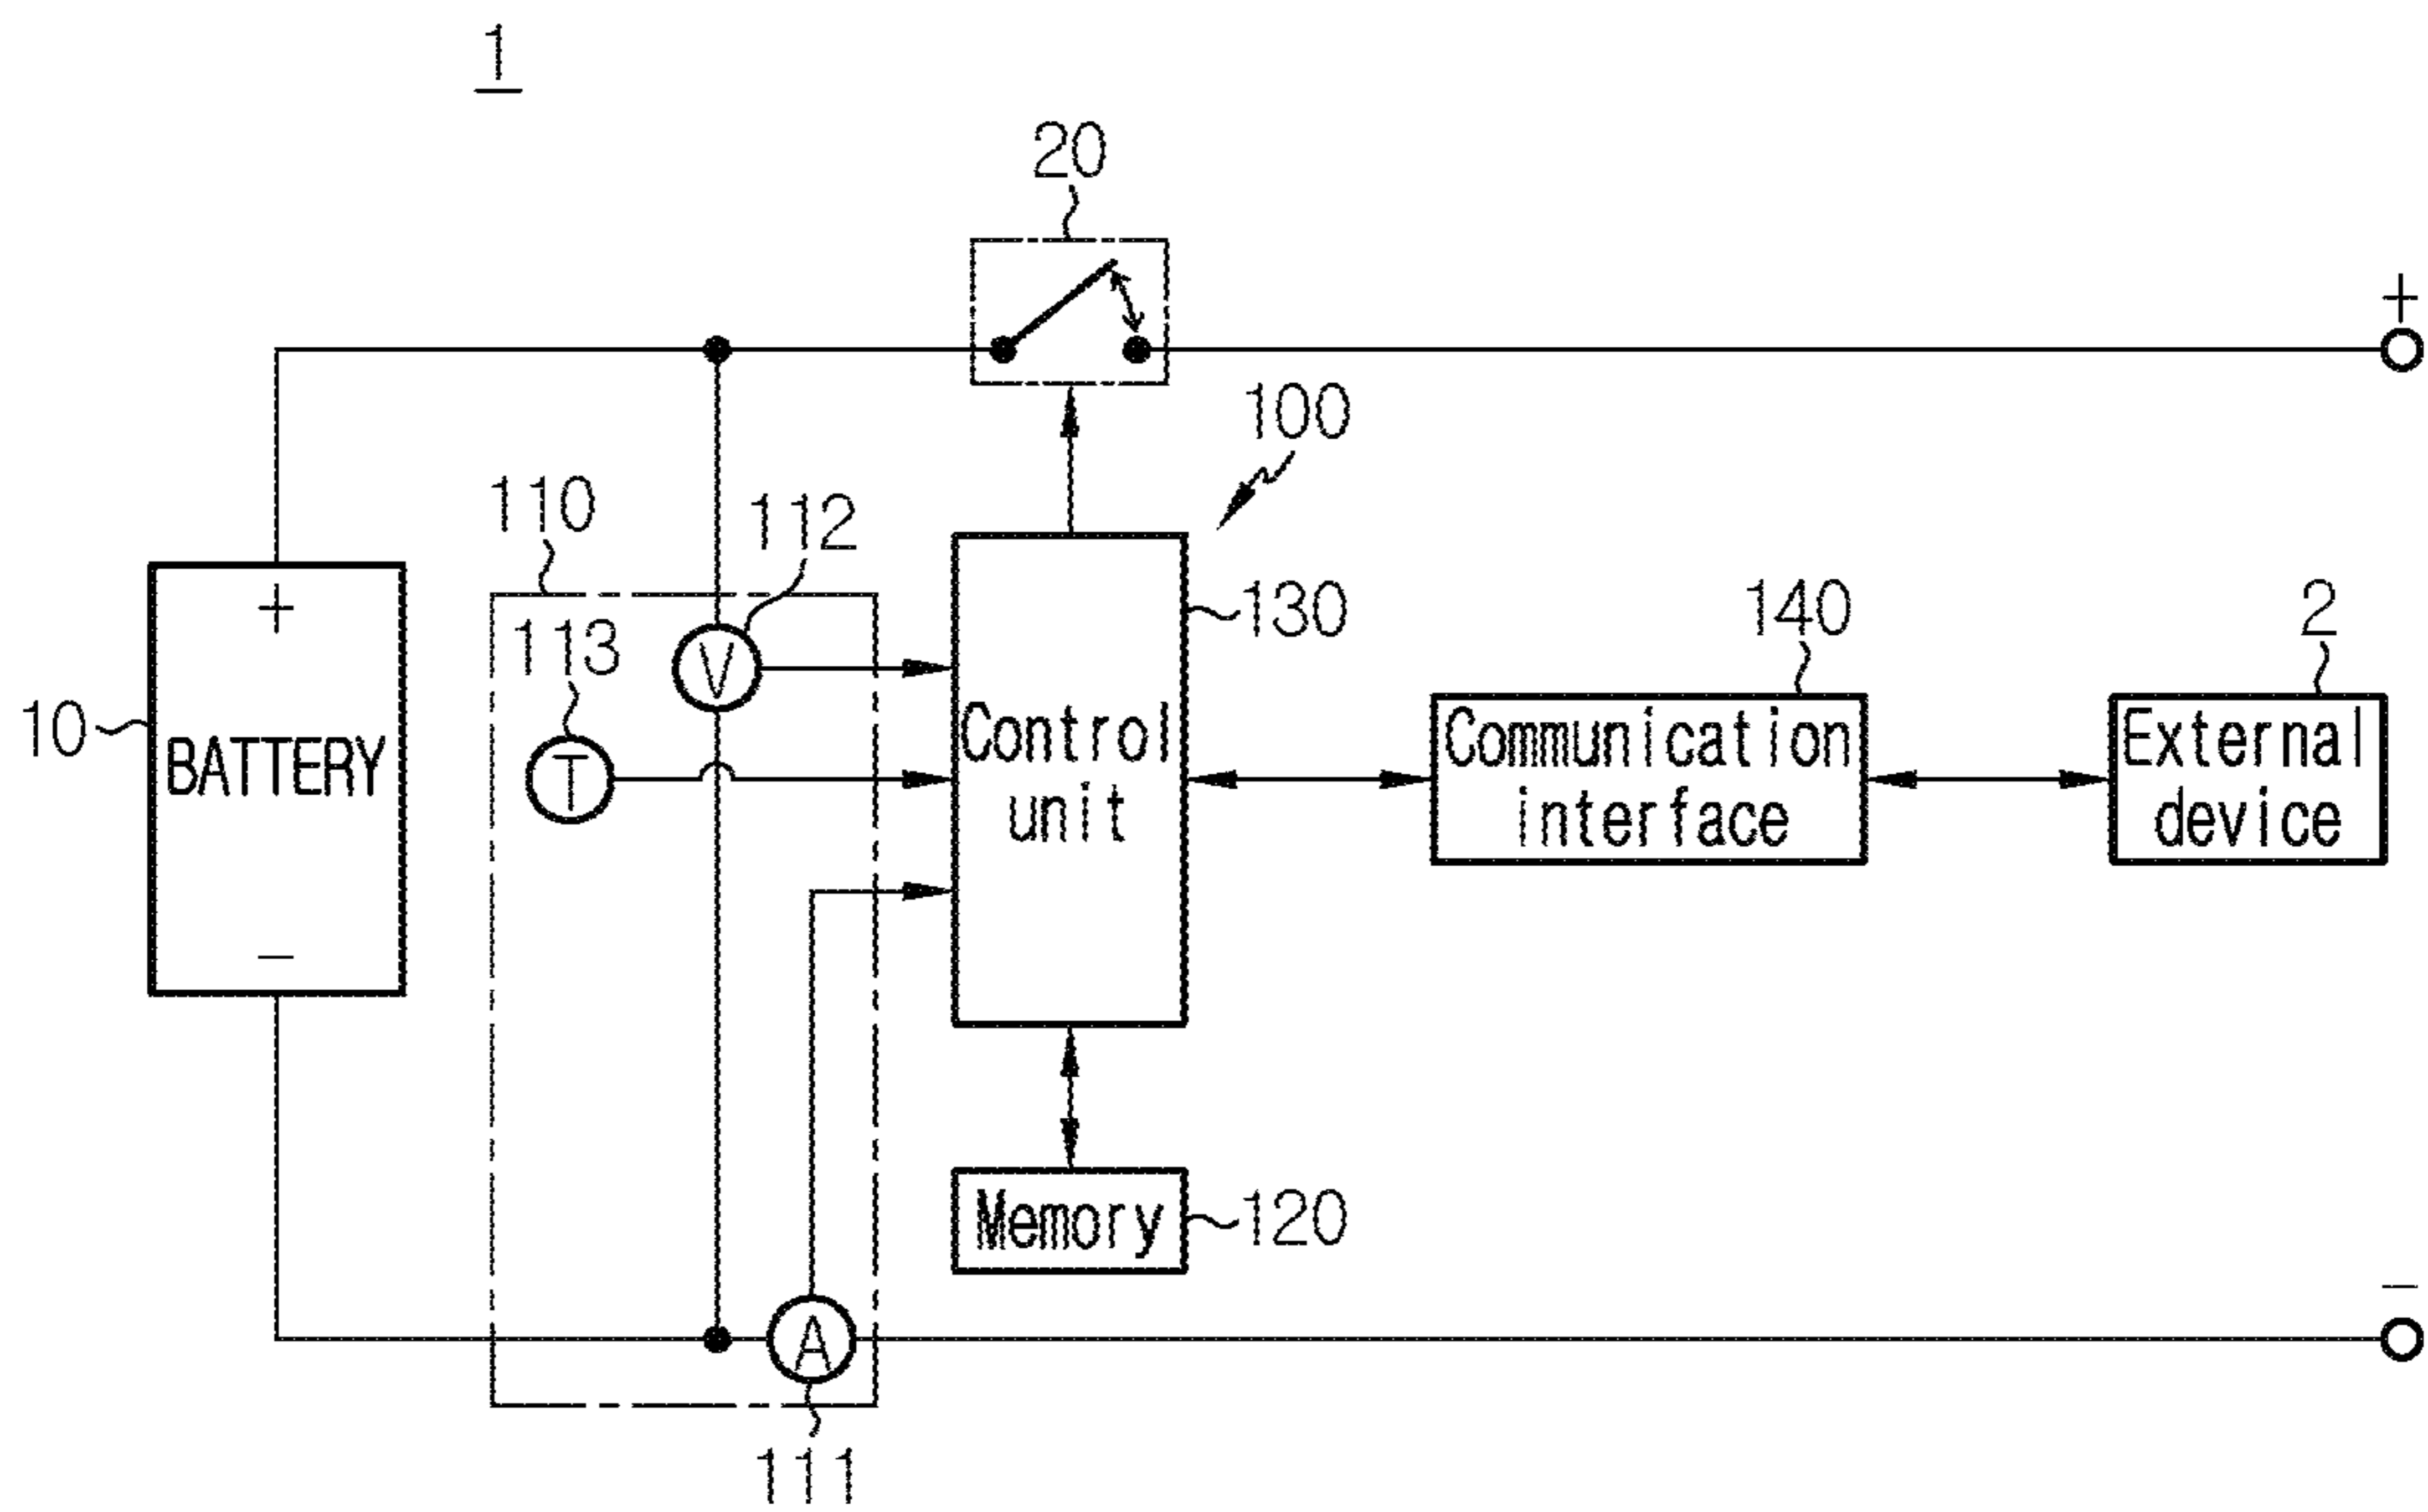 1
20
+
100
110
112
130
140
2
+
113
V
10
BATTERY
T
Control
unit
Communication
interface
External
device
−
Memory
120
−
A
111